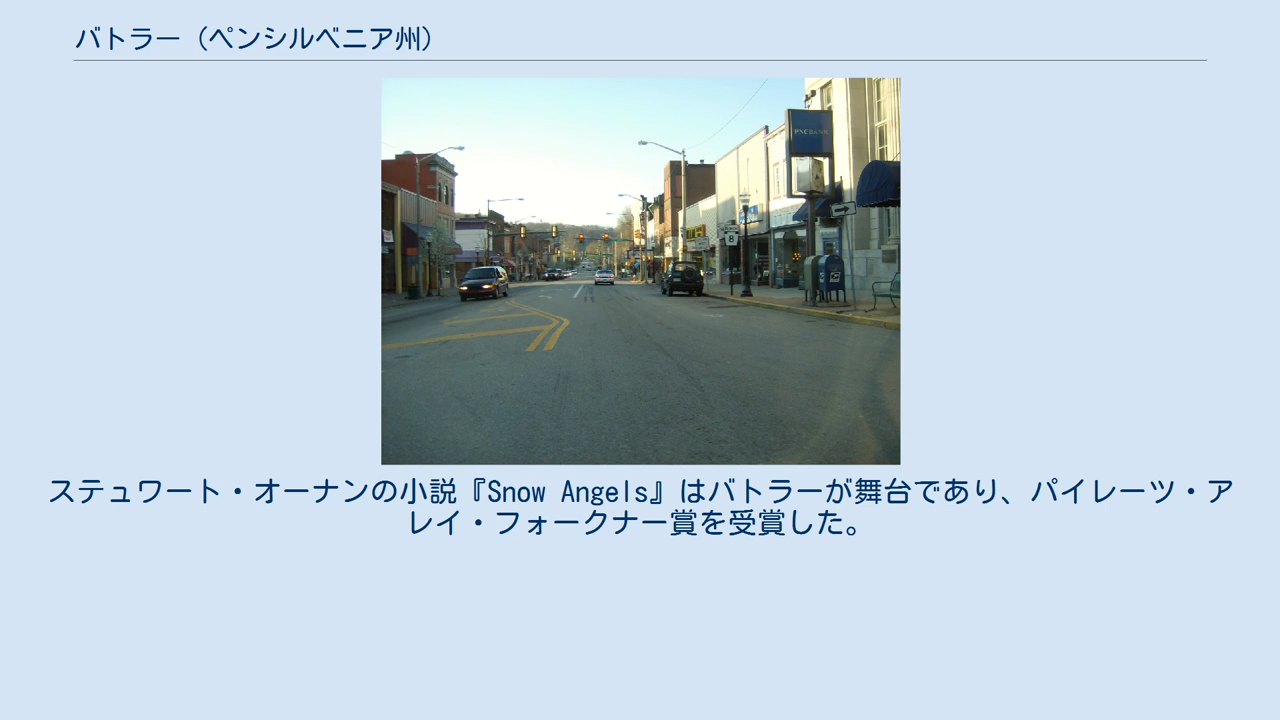 バトラー（ペンシルベニア州）
PNC BANK
8
ステュワート・オーナンの小説『Snow Angels』はバトラーが舞台であり、パイレーツ・ア
レイ・フォークナー賞を受賞した。